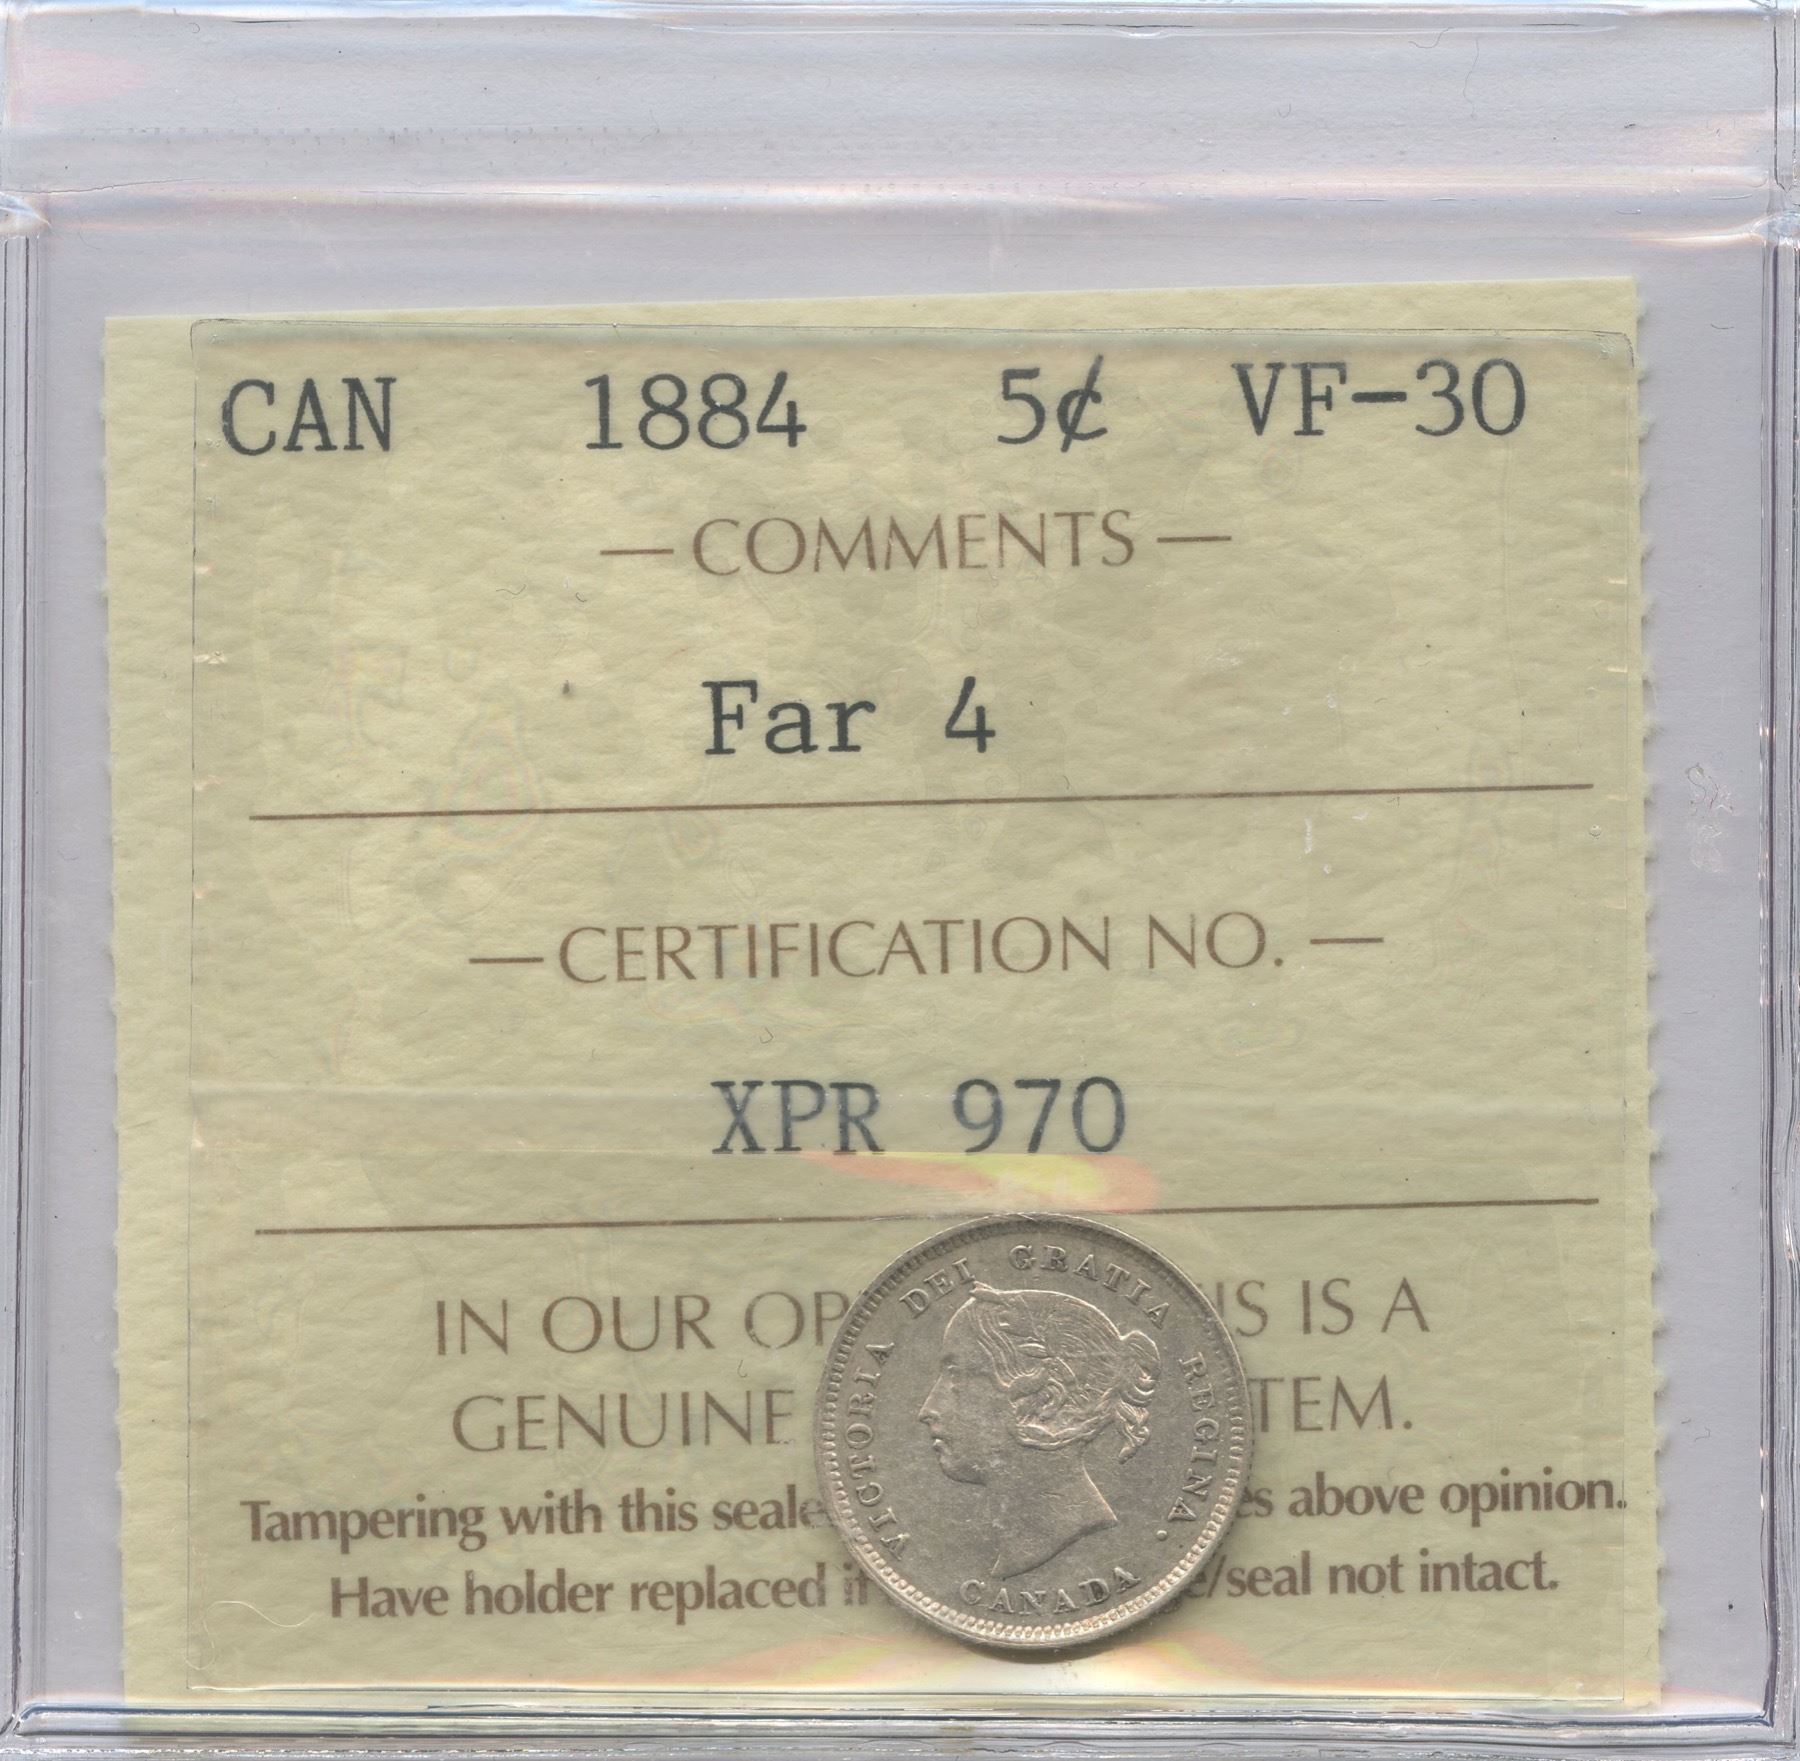 CAN 1884 5¢ VF-30
— COMMENTS —
Far 4
— CERTIFICATION NO. —
XPR 970
IN OUR OP IS IS A
GENUINE TEM.
Tampering with this seale es above opinion.
Have holder replaced if e/seal not intact.
VICTORIA DEI GRATIA REGINA.
CANADA